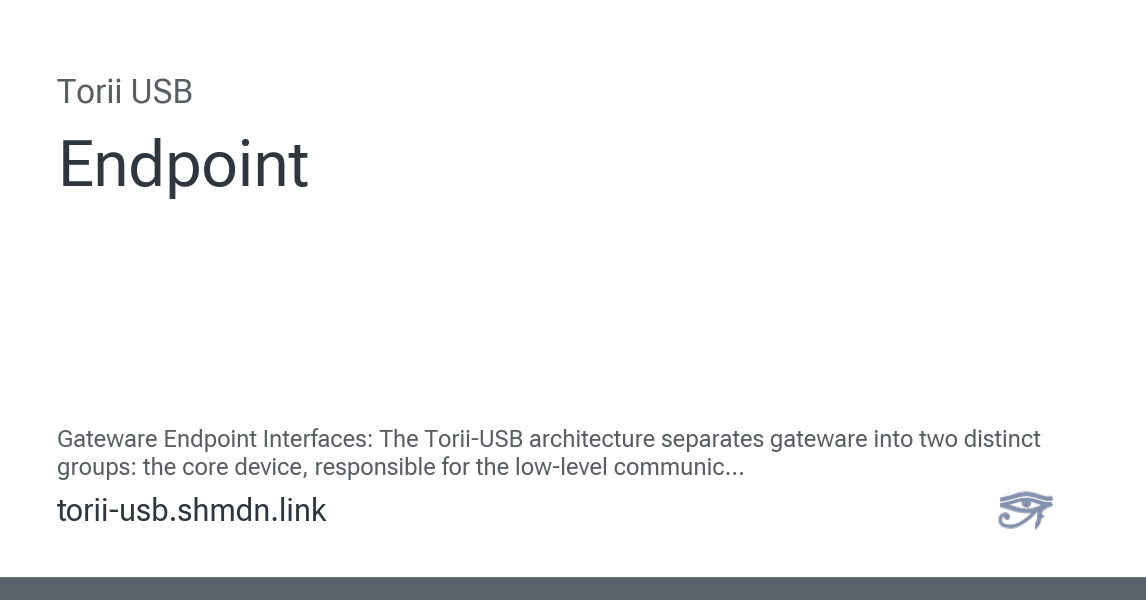 Torii USB
Endpoint
Gateware Endpoint Interfaces: The Torii-USB architecture separates gateware into two distinct
groups: the core device, responsible for the low-level communic...
torii-usb.shmdn.link